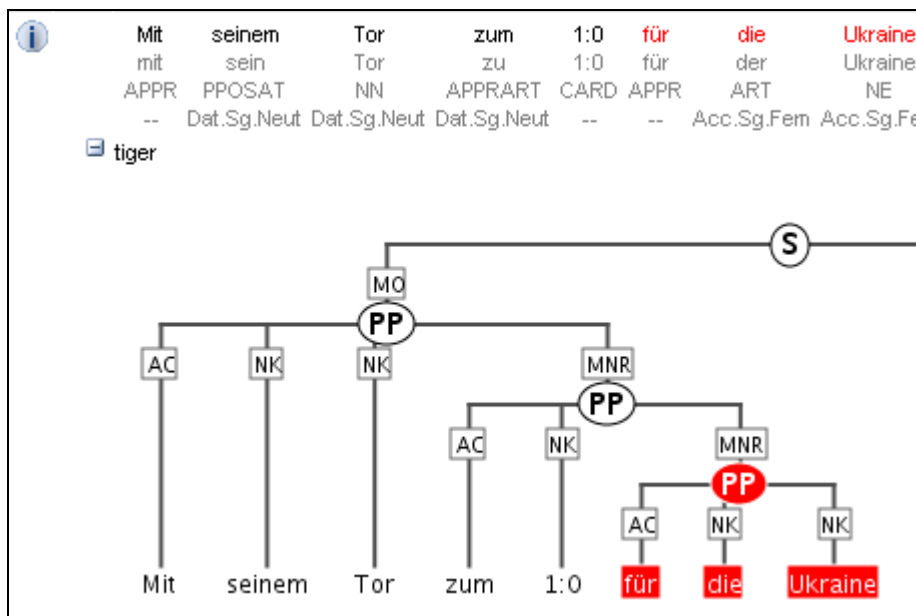 Mit seinem Tor zum 1:0 für die Ukraine
mit sein Tor zu 1:0 für der Ukraine
APPR PPOSAT NN APPRART CARD APPR ART NE
-- Dat.Sg.Neut Dat.Sg.Neut Dat.Sg.Neut -- -- Acc.Sg.Fem Acc.Sg.Fe
tiger
S
MO
PP
AC NK NK MNR
PP
AC NK MNR
PP
AC NK NK
Mit seinem Tor zum 1:0 für die Ukraine